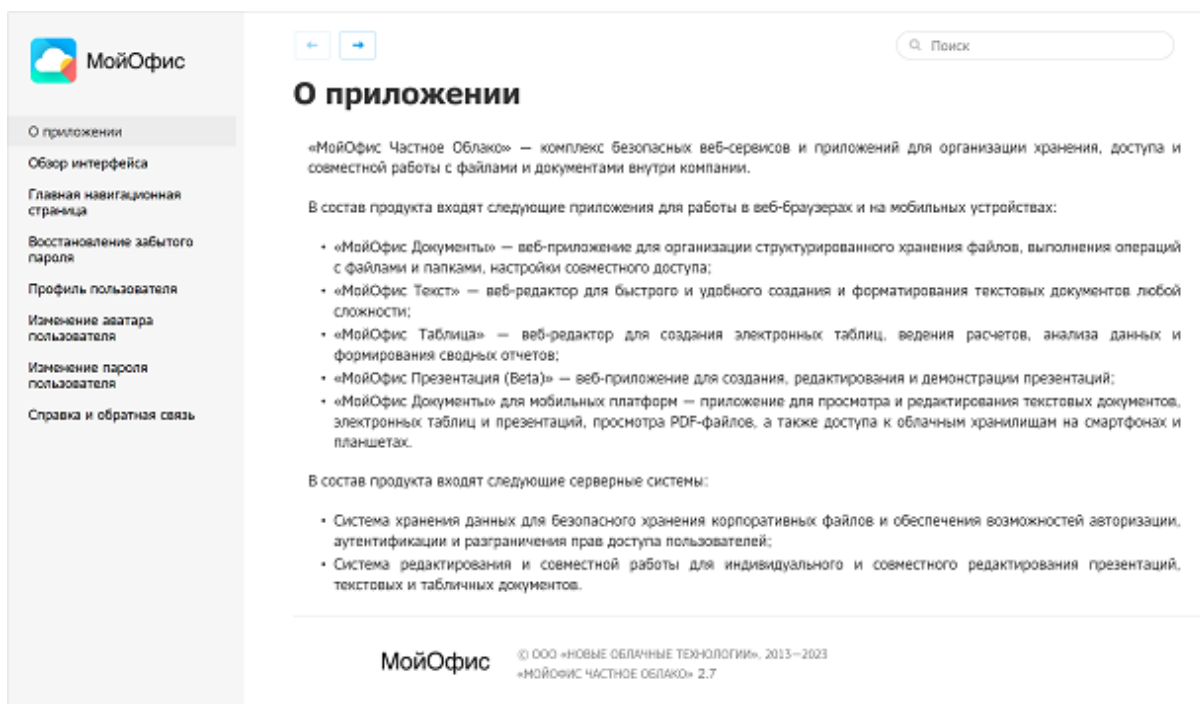 МойОфис
О приложении
Обзор интерфейса
Главная навигационная
страница
Восстановление забытого
пароля
Профиль пользователя
Изменение аватара
пользователя
Изменение пароля
пользователя
Справка и обратная связь
← →
Поиск
О приложении
«МойОфис Частное Облако» — комплекс безопасных веб-сервисов и приложений для организации хранения, доступа и
совместной работы с файлами и документами внутри компании.
В состав продукта входят следующие приложения для работы в веб-браузерах и на мобильных устройствах:
• «МойОфис Документы» — веб-приложение для организации структурированного хранения файлов, выполнения операций
с файлами и папками, настройки совместного доступа;
• «МойОфис Текст» — веб-редактор для быстрого и удобного создания и форматирования текстовых документов любой
сложности;
• «МойОфис Таблица» — веб-редактор для создания электронных таблиц, ведения расчетов, анализа данных и
формирования сводных отчетов;
• «МойОфис Презентация (Beta)» — веб-приложение для создания, редактирования и демонстрации презентаций;
• «МойОфис Документы» для мобильных платформ — приложение для просмотра и редактирования текстовых документов,
электронных таблиц и презентаций, просмотра PDF-файлов, а также доступа к облачным хранилищам на смартфонах и
планшетах.
В состав продукта входят следующие серверные системы:
• Система хранения данных для безопасного хранения корпоративных файлов и обеспечения возможностей авторизации,
аутентификации и разграничения прав доступа пользователей;
• Система редактирования и совместной работы для индивидуального и совместного редактирования презентаций,
текстовых и табличных документов.
МойОфис
© ООО «НОВЫЕ ОБЛАЧНЫЕ ТЕХНОЛОГИИ», 2013—2023
«МОЙОФИС ЧАСТНОЕ ОБЛАКО» 2.7